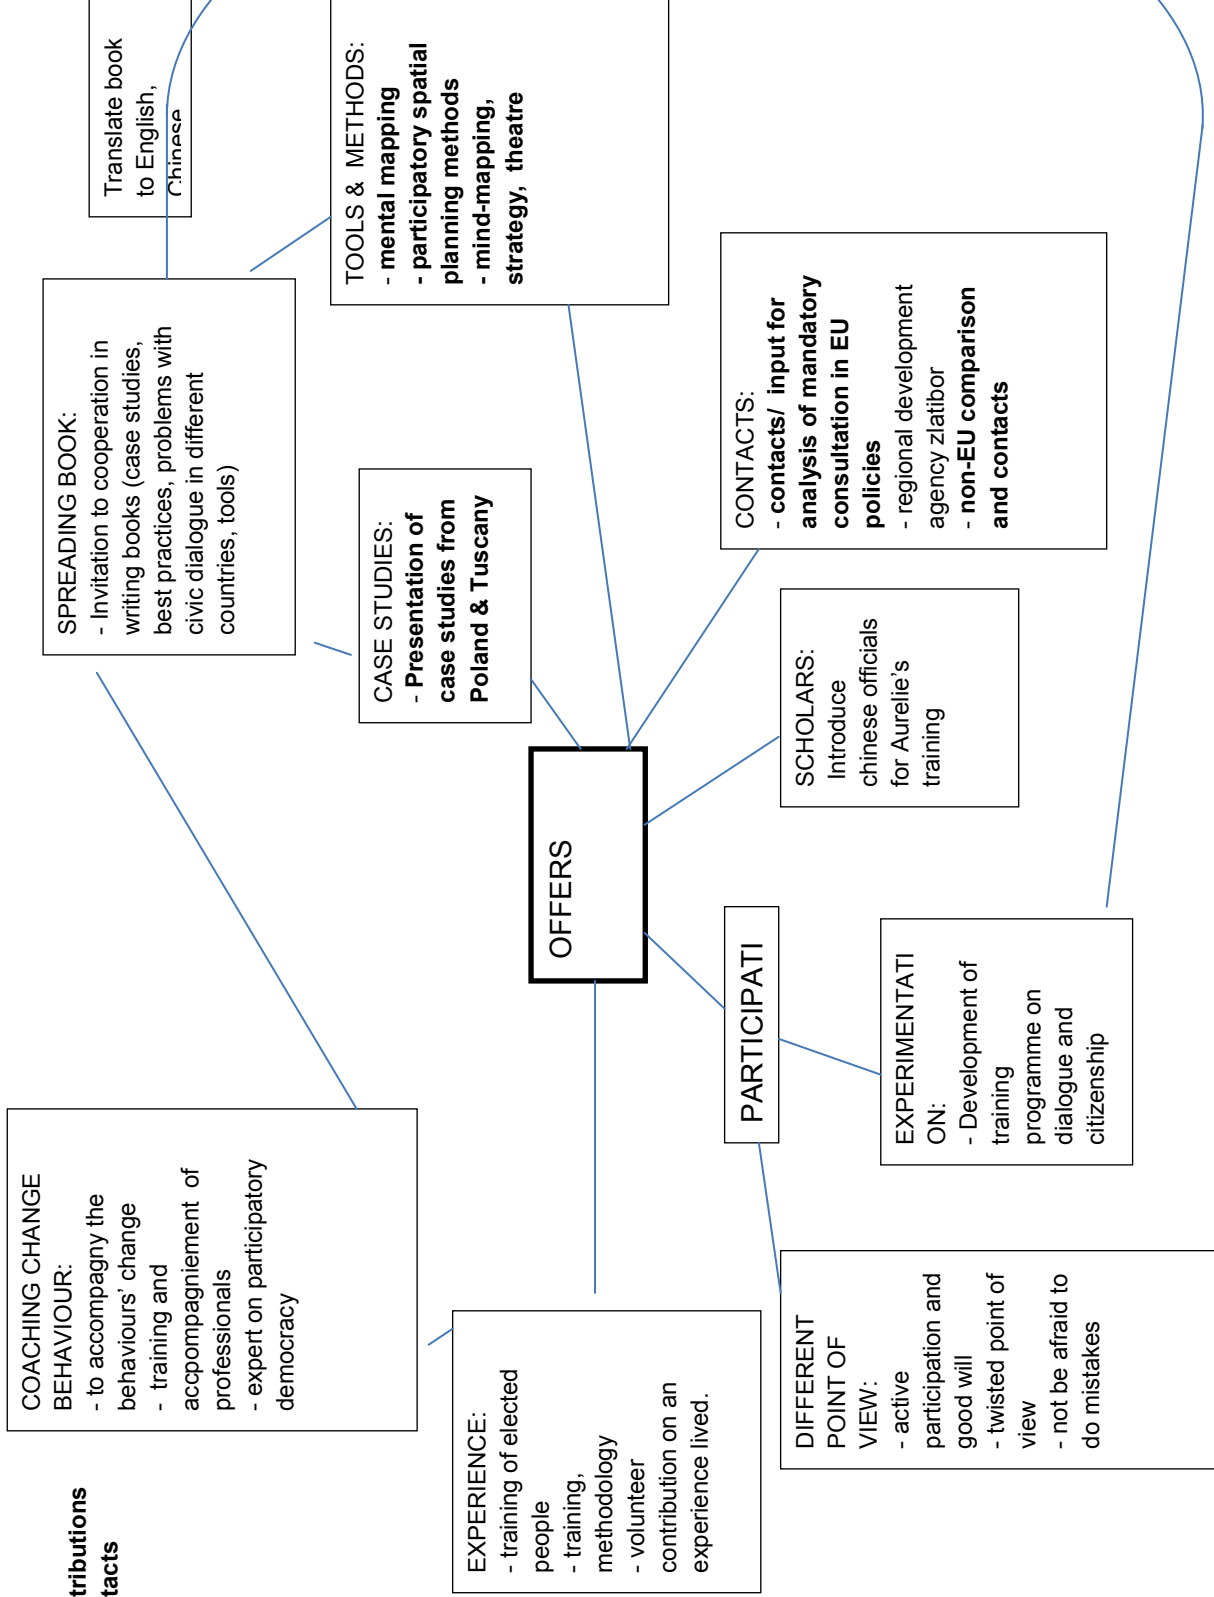 tributions
tacts
COACHING CHANGE
BEHAVIOUR:
- to accompagny the
behaviours’ change
- training and
accpompagniement of
professionals
- expert on participatory
democracy
SPREADING BOOK:
- Invitation to cooperation in
writing books (case studies,
best practices, problems with
civic dialogue in different
countries, tools)
Translate book
to English,
Chinese
TOOLS & METHODS:
- mental mapping
- participatory spatial
planning methods
- mind-mapping,
strategy, theatre
CASE STUDIES:
- Presentation of
case studies from
Poland & Tuscany
EXPERIENCE:
- training of elected
people
- training,
methodology
- volunteer
contribution on an
experience lived.
OFFERS
CONTACTS:
- contacts/ input for
analysis of mandatory
consultation in EU
policies
- regional development
agency zlatibor
- non-EU comparison
and contacts
PARTICIPATI
SCHOLARS:
Introduce
chinese officials
for Aurelie’s
training
DIFFERENT
POINT OF
VIEW:
- active
participation and
good will
- twisted point of
view
- not be afraid to
do mistakes
EXPERIMENTATI
ON:
- Development of
training
programme on
dialogue and
citizenship